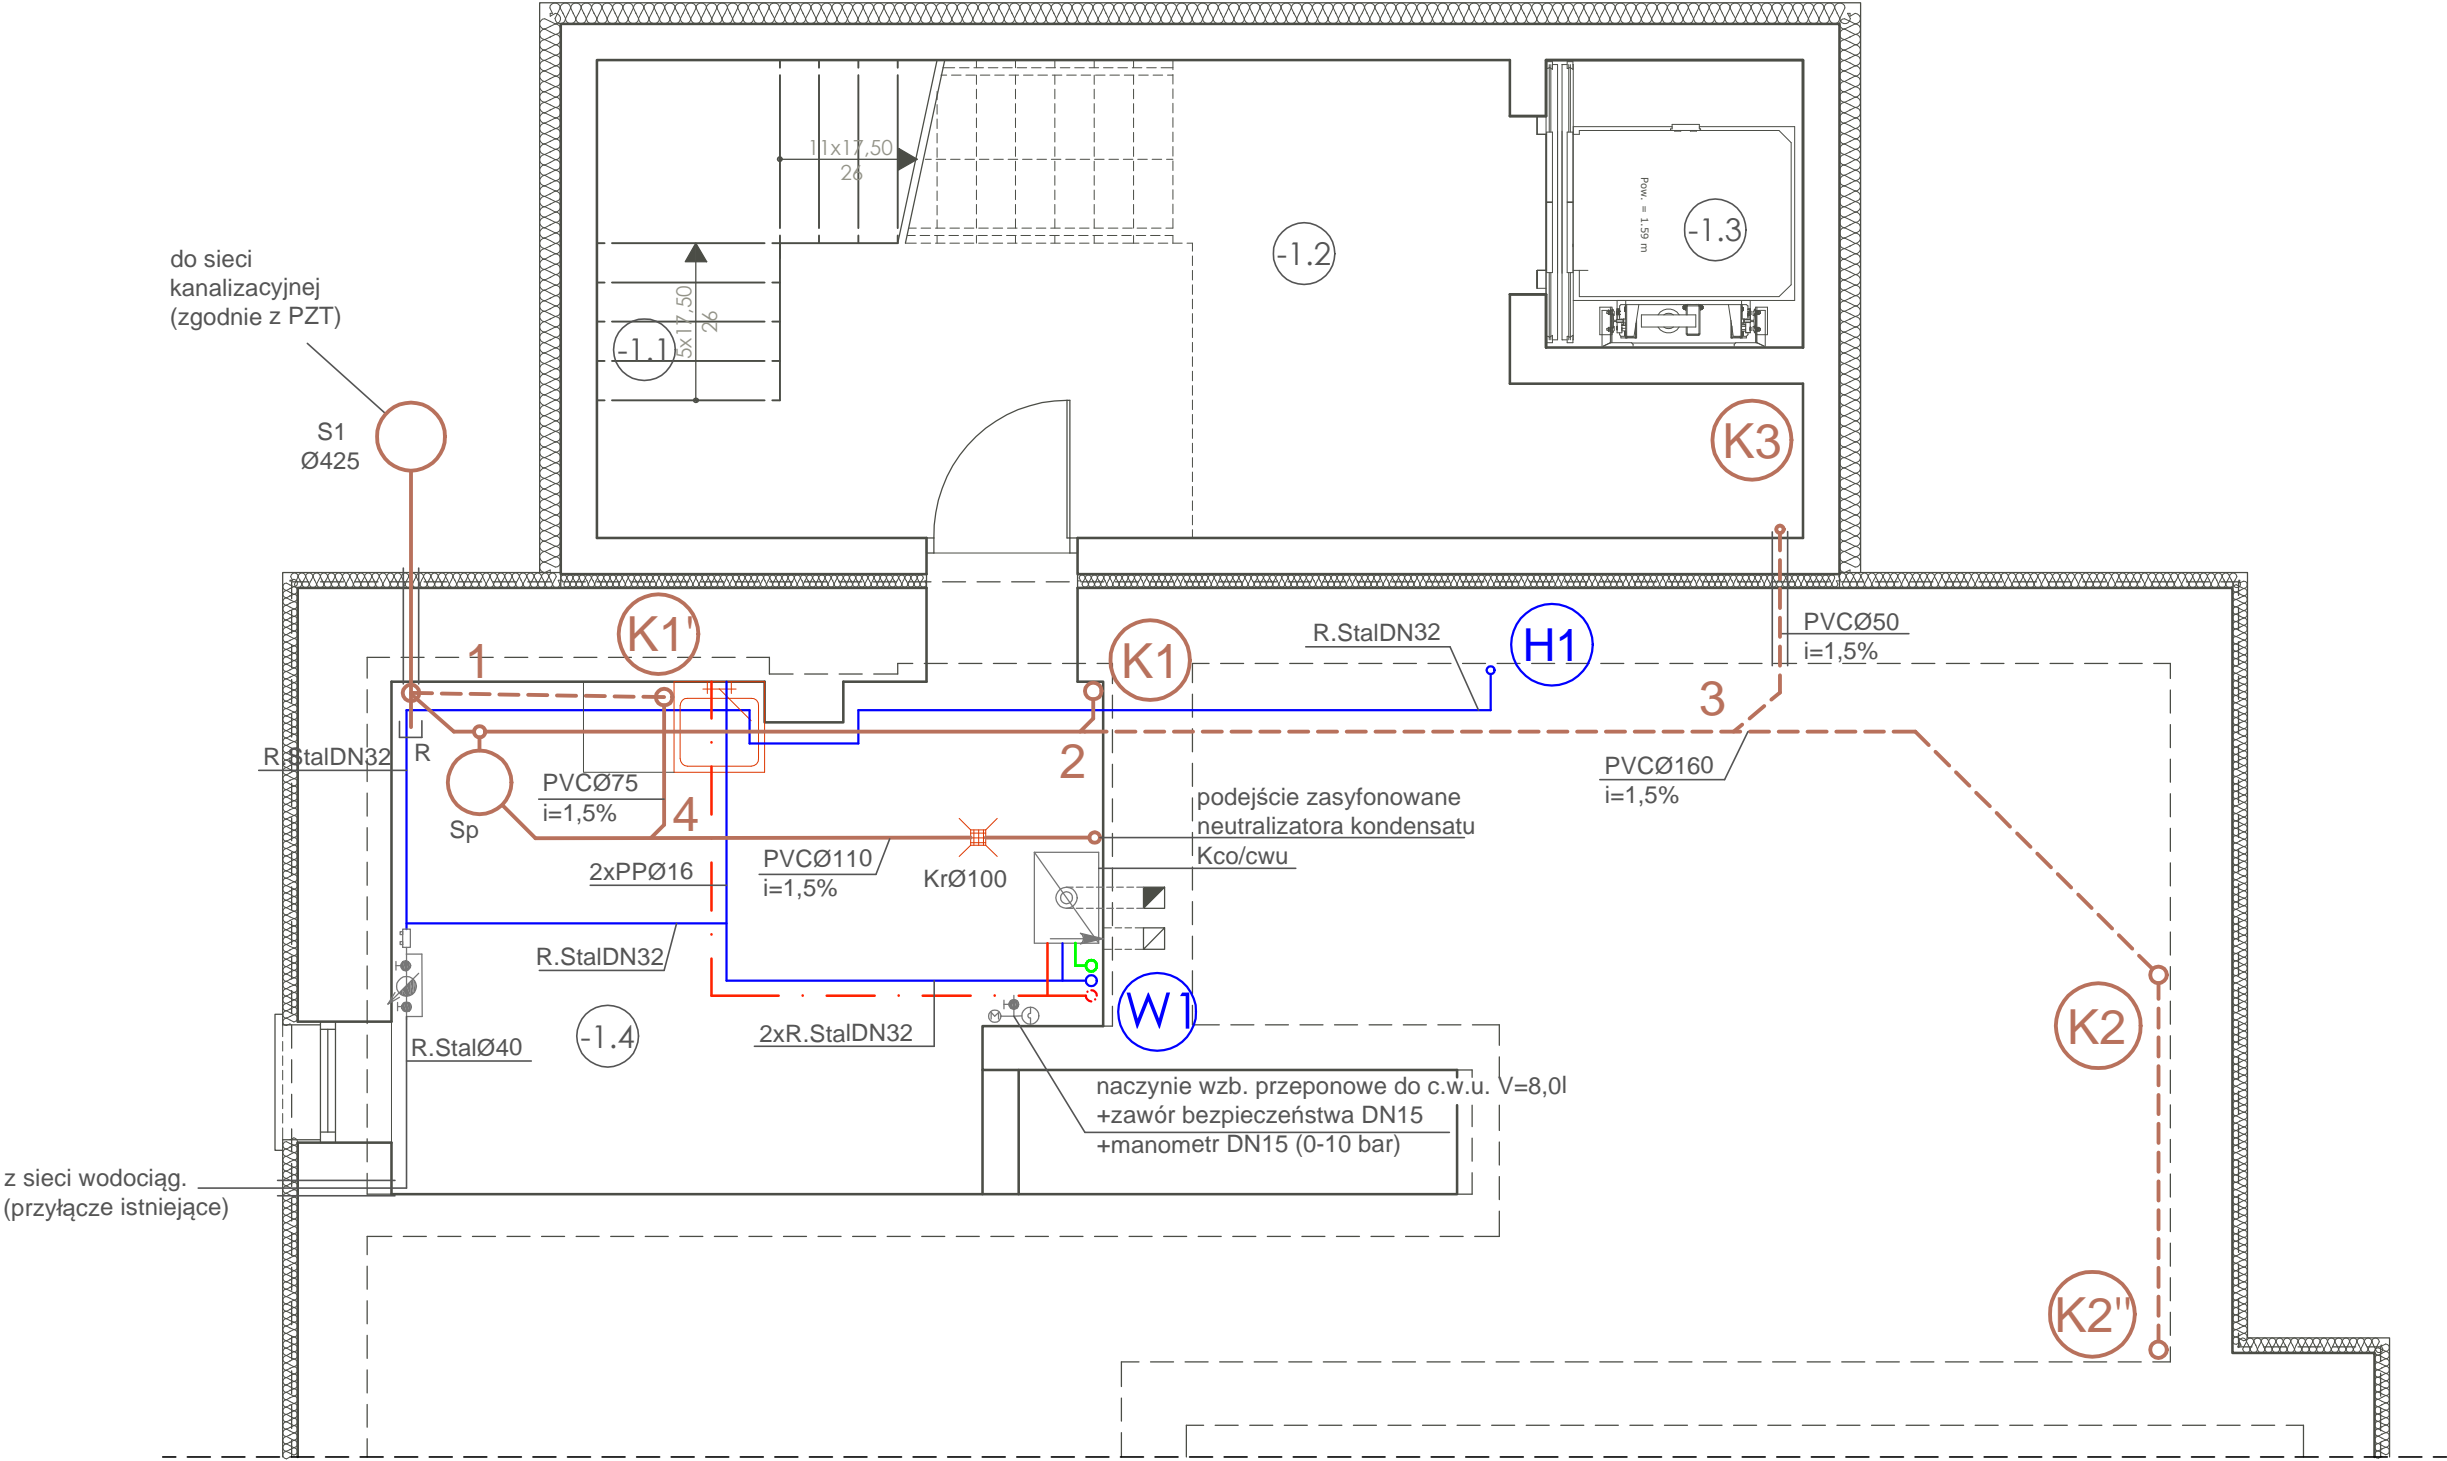 11x17,50
26
Pow. = 1.59 m
-1.3
-1.2
do sieci
kanalizacyjnej
(zgodnie z PZT)
5x17,50
26
-1.1
S1
Ø425
K3
K1'
K1
R.StalDN32
H1
PVCØ50
i=1,5%
1
3
R.StalDN32
R
2
PVCØ75
i=1,5%
4
Sp
PVCØ160
i=1,5%
podejście zasyfonowane
neutralizatora kondensatu
Kco/cwu
2xPPØ16
PVCØ110
i=1,5%
KrØ100
R.StalDN32
W1
K2
-1.4
2xR.StalDN32
R.StalØ40
naczynie wzb. przeponowe do c.w.u. V=8,0l
+zawór bezpieczeństwa DN15
+manometr DN15 (0-10 bar)
z sieci wodociąg.
(przyłącze istniejące)
K2"